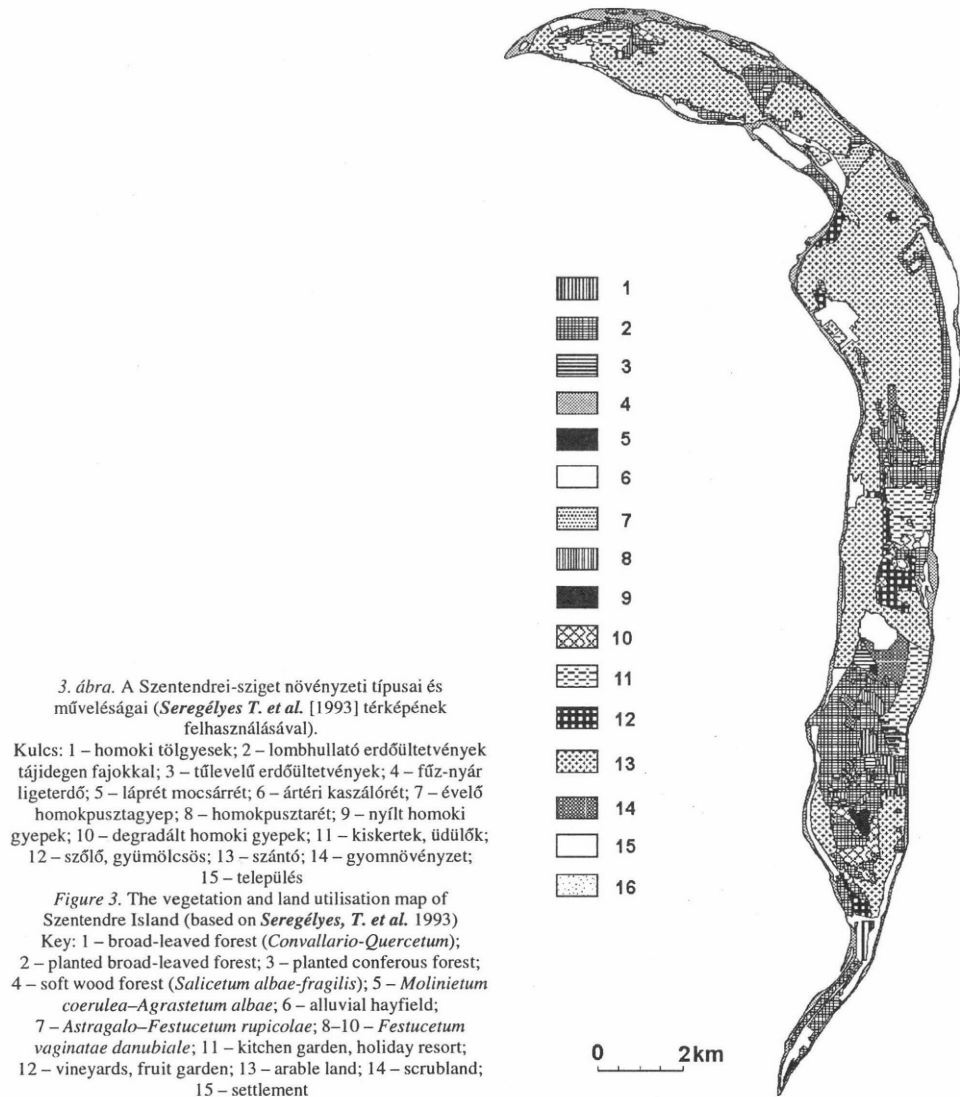 1
2
3
4
5
6
7
8
9
10
11
12
13
14
15
16
0 2km
3. ábra. A Szentendrei-sziget növényzeti típusai és
műveléságai (Seregélyes T. et al. [1993] térképének
felhasználásával).
Kulcs: 1 – homoki tölgyesek; 2 – lombhullató erdőültetvények
tájidegen fajokkal; 3 – tűlevelű erdőültetvények; 4 – fűz-nyár
ligeterdő; 5 – láprét mocsárrét; 6 – ártéri kaszálórét; 7 – évelő
homokpusztagyep; 8 – homokpusztarét; 9 – nyílt homoki
gyepek; 10 – degradált homoki gyepek; 11 – kiskertek, üdülők;
12 – szőlő, gyümölcsös; 13 – szántó; 14 – gyomnövényzet;
15 – település
Figure 3. The vegetation and land utilisation map of
Szentendre Island (based on Seregélyes, T. et al. 1993)
Key: 1 – broad-leaved forest (Convallario-Quercetum);
2 – planted broad-leaved forest; 3 – planted conferous forest;
4 – soft wood forest (Salicetum albae-fragilis); 5 – Molinietum
coerulea–Agrastetum albae; 6 – alluvial hayfield;
7 – Astragalo–Festucetum rupicolae; 8–10 – Festucetum
vaginatae danubiale; 11 – kitchen garden, holiday resort;
12 – vineyards, fruit garden; 13 – arable land; 14 – scrubland;
15 – settlement